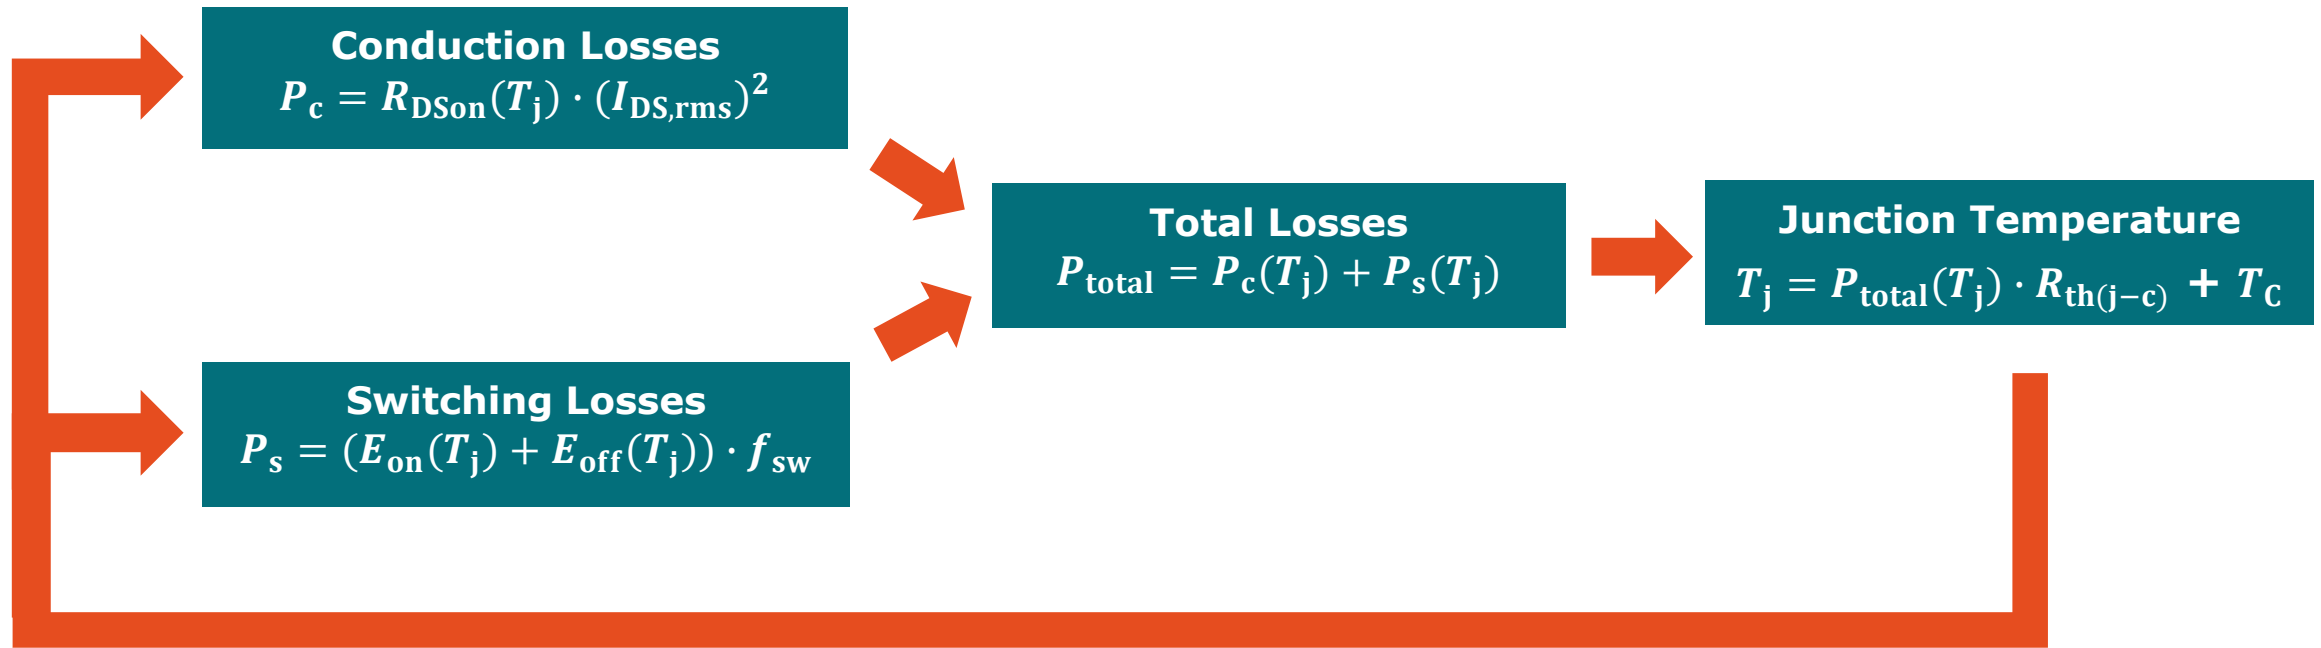 Conduction Losses
P_c = R_DSon(T_j) · (I_DS,rms)^2
Switching Losses
P_s = (E_on(T_j) + E_off(T_j)) · f_sw
Total Losses
P_total = P_c(T_j) + P_s(T_j)
Junction Temperature
T_j = P_total(T_j) · R_th(j−c) + T_C